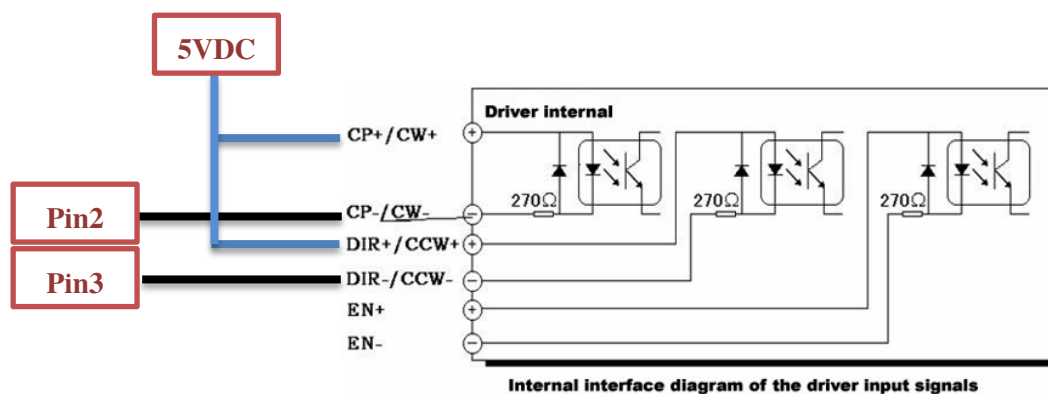 5VDC
Driver internal
CP+/CW+
Pin2
CP-/CW-
270Ω
270Ω
270Ω
DIR+/CCW+
Pin3
DIR-/CCW-
EN+
EN-
Internal interface diagram of the driver input signals